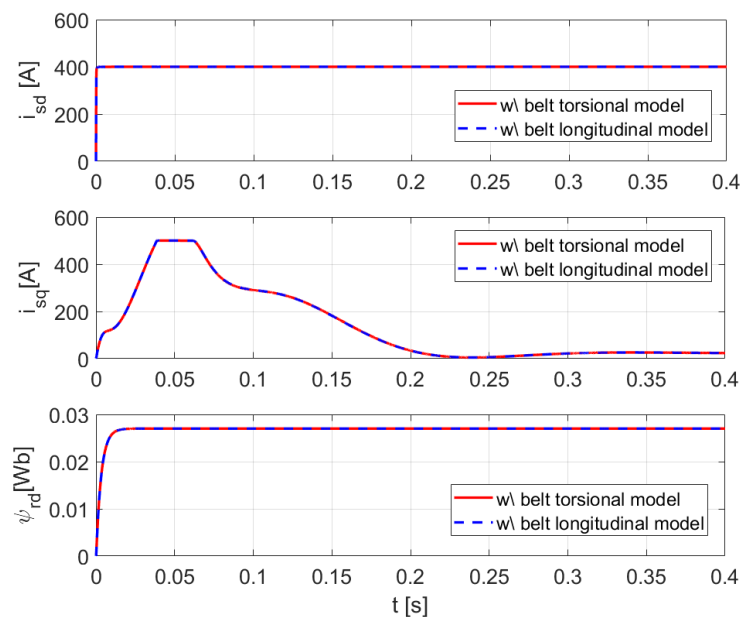 600
400
200
0
i_sd [A]
w\ belt torsional model
w\ belt longitudinal model
0 0.05 0.1 0.15 0.2 0.25 0.3 0.35 0.4
600
400
200
0
i_sq[A]
w\ belt torsional model
w\ belt longitudinal model
0 0.05 0.1 0.15 0.2 0.25 0.3 0.35 0.4
0.03
0.02
0.01
0
ψ_rd[Wb]
w\ belt torsional model
w\ belt longitudinal model
0 0.05 0.1 0.15 0.2 0.25 0.3 0.35 0.4
t [s]